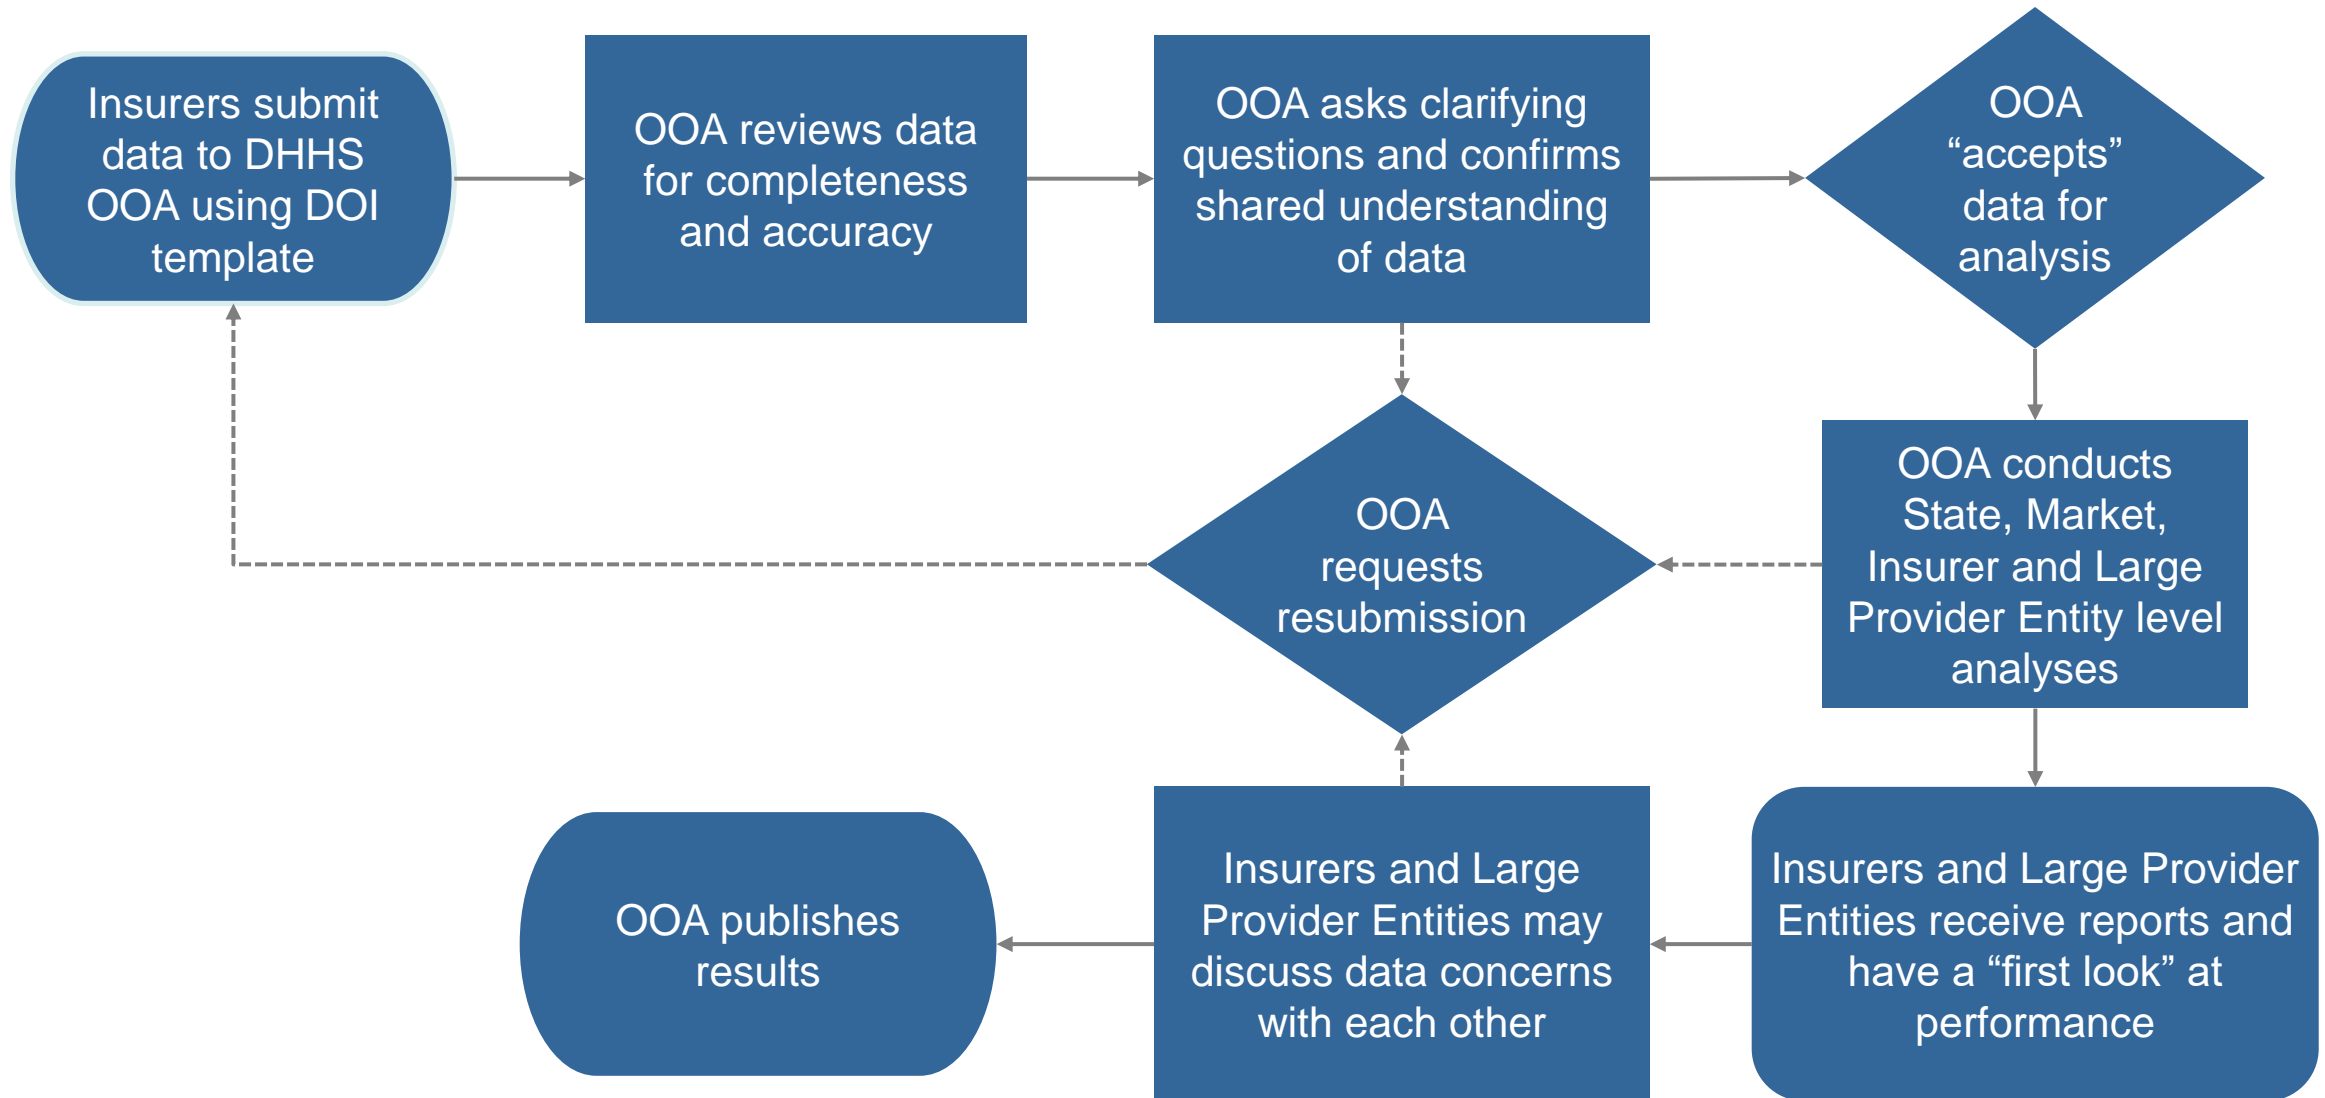 Insurers submit
data to DHHS
OOA using DOI
template
OOA reviews data
for completeness
and accuracy
OOA asks clarifying
questions and confirms
shared understanding
of data
OOA
“accepts”
data for
analysis
OOA
requests
resubmission
OOA conducts
State, Market,
Insurer and Large
Provider Entity level
analyses
OOA publishes
results
Insurers and Large
Provider Entities may
discuss data concerns
with each other
Insurers and Large Provider
Entities receive reports and
have a “first look” at
performance